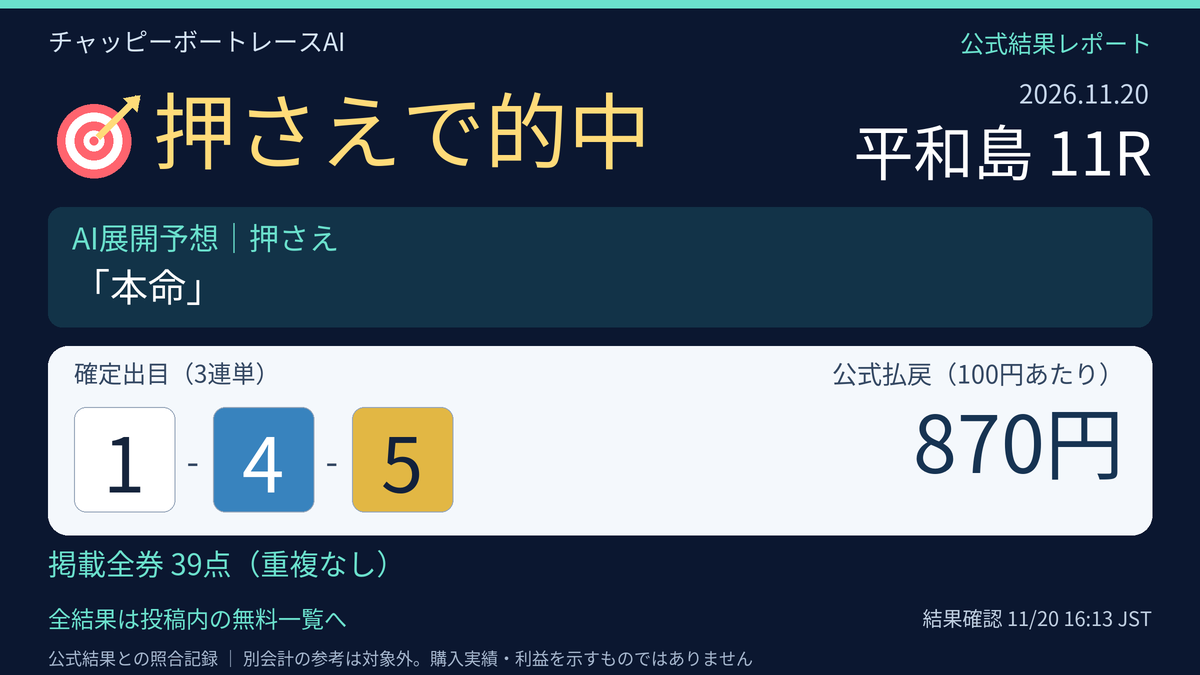 チャッピーボートレースAI
公式結果レポート
2026.11.20
押さえで的中
平和島 11R
AI展開予想｜押さえ
「本命」
確定出目（3連単）
公式払戻（100円あたり）
1 - 4 - 5
870円
掲載全券 39点（重複なし）
全結果は投稿内の無料一覧へ
結果確認 11/20 16:13 JST
公式結果との照合記録 ｜ 別会計の参考は対象外。購入実績・利益を示すものではありません